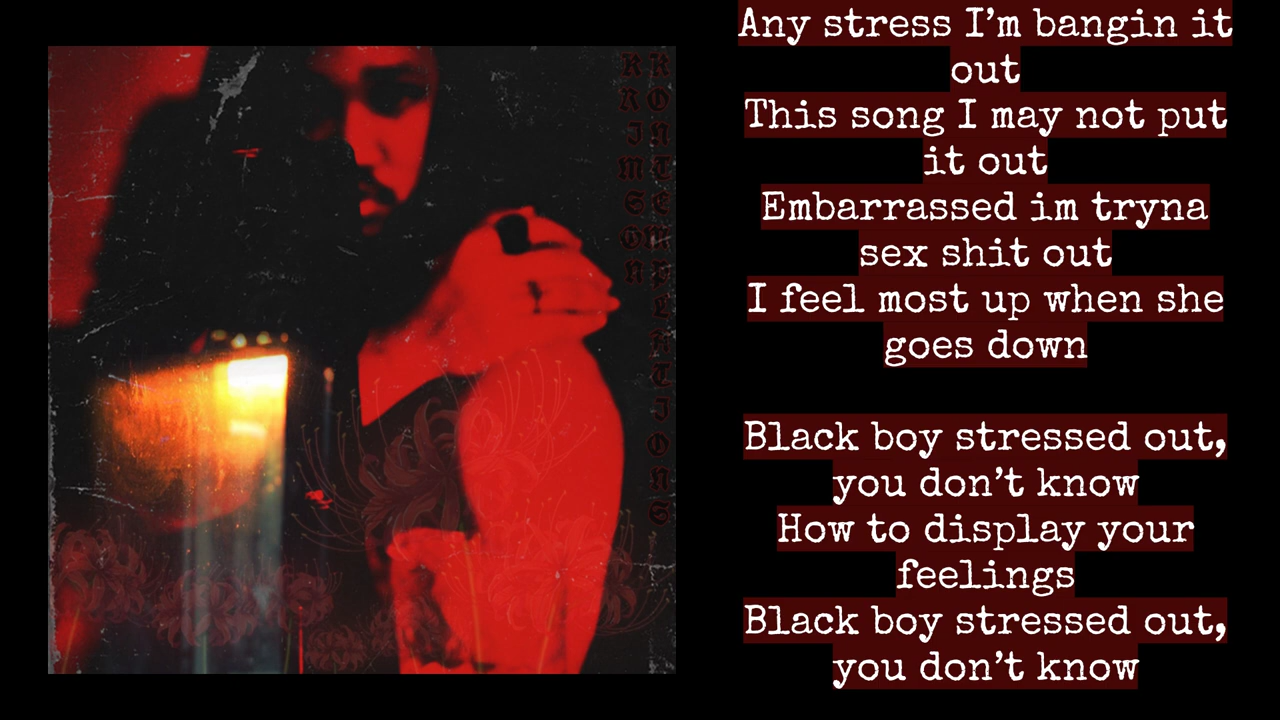 KRIMSON
KONTEMPLATIONS
Any stress I’m bangin it
out
This song I may not put
it out
Embarrassed im tryna
sex shit out
I feel most up when she
goes down
Black boy stressed out,
you don’t know
How to display your
feelings
Black boy stressed out,
you don’t know